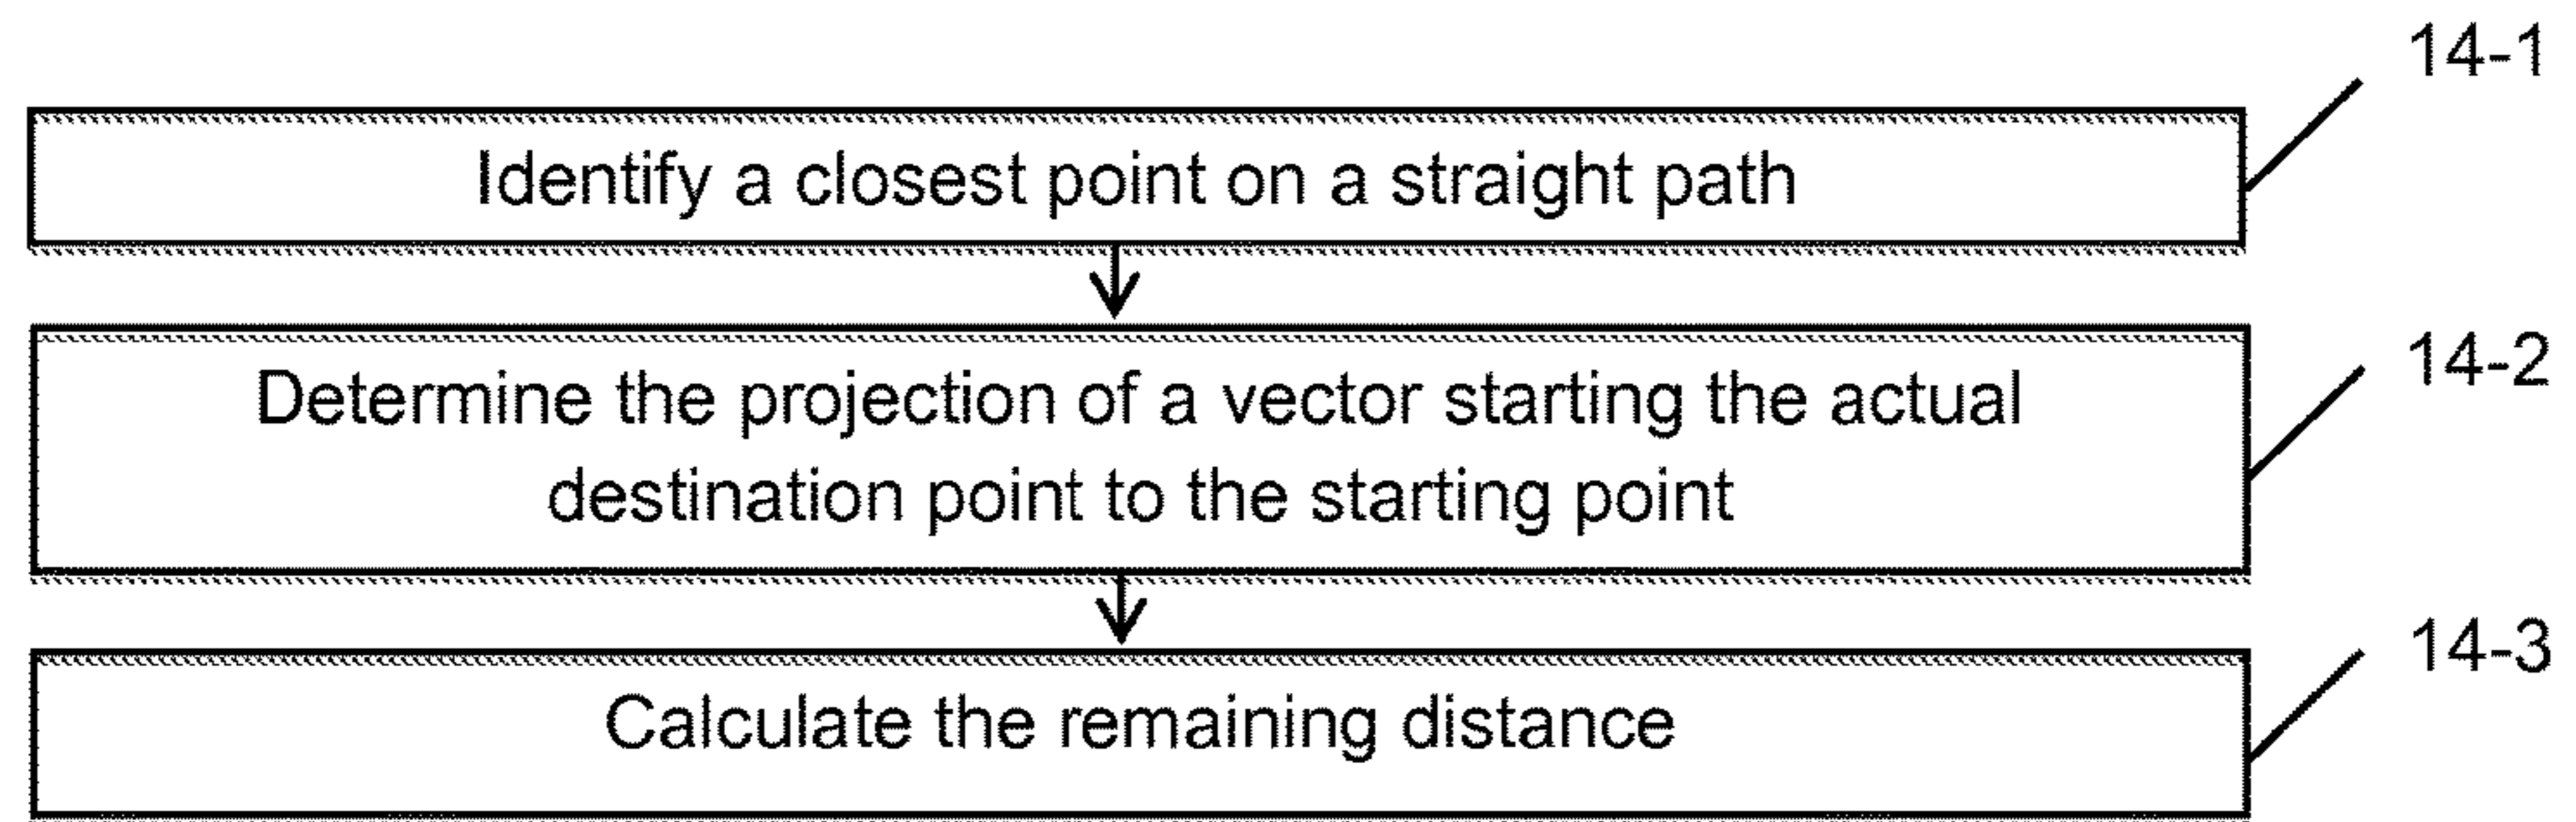 14-1
Identify a closest point on a straight path
14-2
Determine the projection of a vector starting the actual
destination point to the starting point
14-3
Calculate the remaining distance